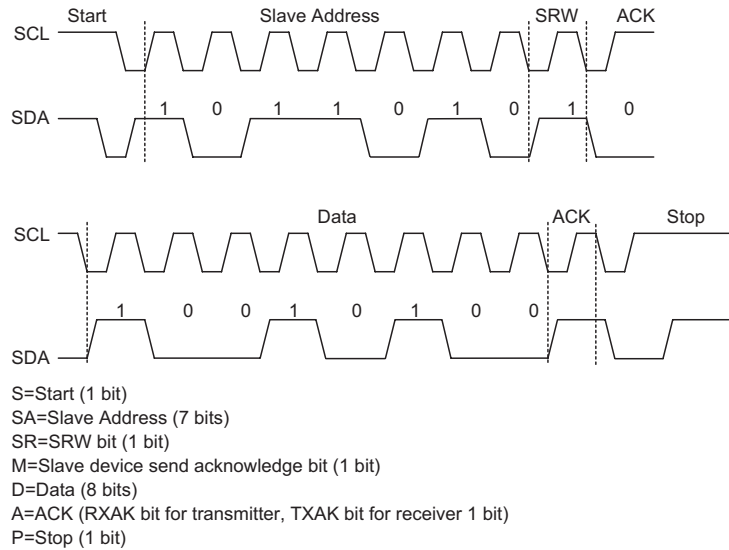 Start Slave Address SRW ACK
SCL
1 0 1 1 0 1 0 1 0
SDA
Data ACK Stop
SCL
1 0 0 1 0 1 0 0
SDA
S=Start (1 bit)
SA=Slave Address (7 bits)
SR=SRW bit (1 bit)
M=Slave device send acknowledge bit (1 bit)
D=Data (8 bits)
A=ACK (RXAK bit for transmitter, TXAK bit for receiver 1 bit)
P=Stop (1 bit)